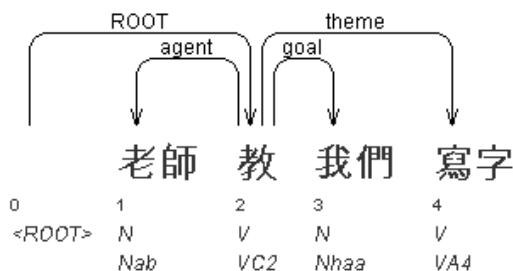 ROOT theme
agent goal
老師 教 我們 寫字
0 1 2 3 4
<ROOT> N V N V
Nab VC2 Nhaa VA4